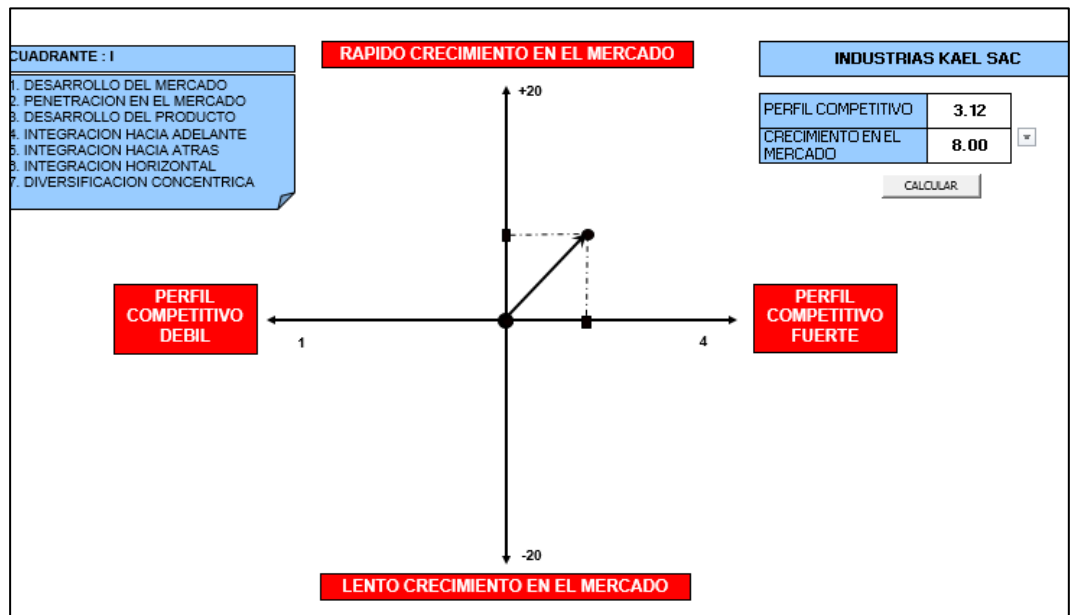 CUADRANTE : I
1. DESARROLLO DEL MERCADO
2. PENETRACION EN EL MERCADO
3. DESARROLLO DEL PRODUCTO
4. INTEGRACION HACIA ADELANTE
5. INTEGRACION HACIA ATRAS
6. INTEGRACION HORIZONTAL
7. DIVERSIFICACION CONCENTRICA
RAPIDO CRECIMIENTO EN EL MERCADO
+20
INDUSTRIAS KAEL SAC
PERFIL COMPETITIVO 3.12
CRECIMIENTO EN EL
MERCADO 8.00
CALCULAR
PERFIL
COMPETITIVO
DEBIL
1
4
PERFIL
COMPETITIVO
FUERTE
-20
LENTO CRECIMIENTO EN EL MERCADO